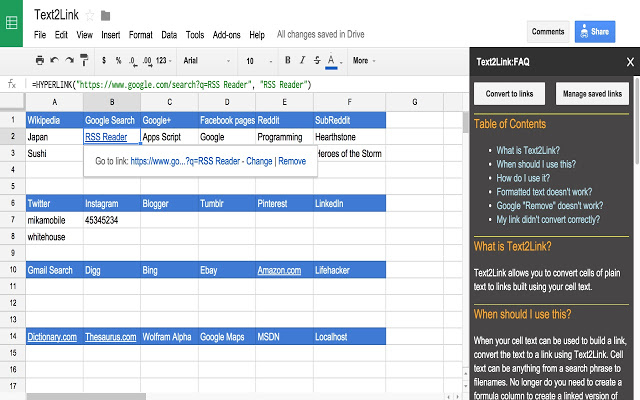 Text2Link
File Edit View Insert Format Data Tools Add-ons Help All changes saved in Drive
Comments
Share
$ % .0 .00 123 Arial 10 B I S A More
fx =HYPERLINK("https://www.google.com/search?q=RSS Reader", "RSS Reader")
A B C D E F G
1 Wikipedia Google Search Google+ Facebook pages Reddit SubReddit
2 Japan RSS Reader Apps Script Google Programming Hearthstone
3 Sushi Heroes of the Storm
Go to link: https://www.go...?q=RSS Reader - Change | Remove
4
5
6 Twitter Instagram Blogger Tumblr Pinterest LinkedIn
7 mikamobile 45345234
8 whitehouse
9
10 Gmail Search Digg Bing Ebay Amazon.com Lifehacker
11
12
13
14 Dictionary.com Thesaurus.com Wolfram Alpha Google Maps MSDN Localhost
15
16
17
Text2Link:FAQ X
Convert to links Manage saved links
Table of Contents
• What is Text2Link?
• When should I use this?
• How do I use it?
• Formatted text doesn't work?
• Google "Remove" doesn't work?
• My link didn't convert correctly?
What is Text2Link?
Text2Link allows you to convert cells of plain
text to links built using your cell text.
When should I use this?
When your cell text can be used to build a link,
convert the text to a link using Text2Link. Cell
text can be anything from a search phrase to
filenames. No longer do you need to create a
formula column to create a linked version of